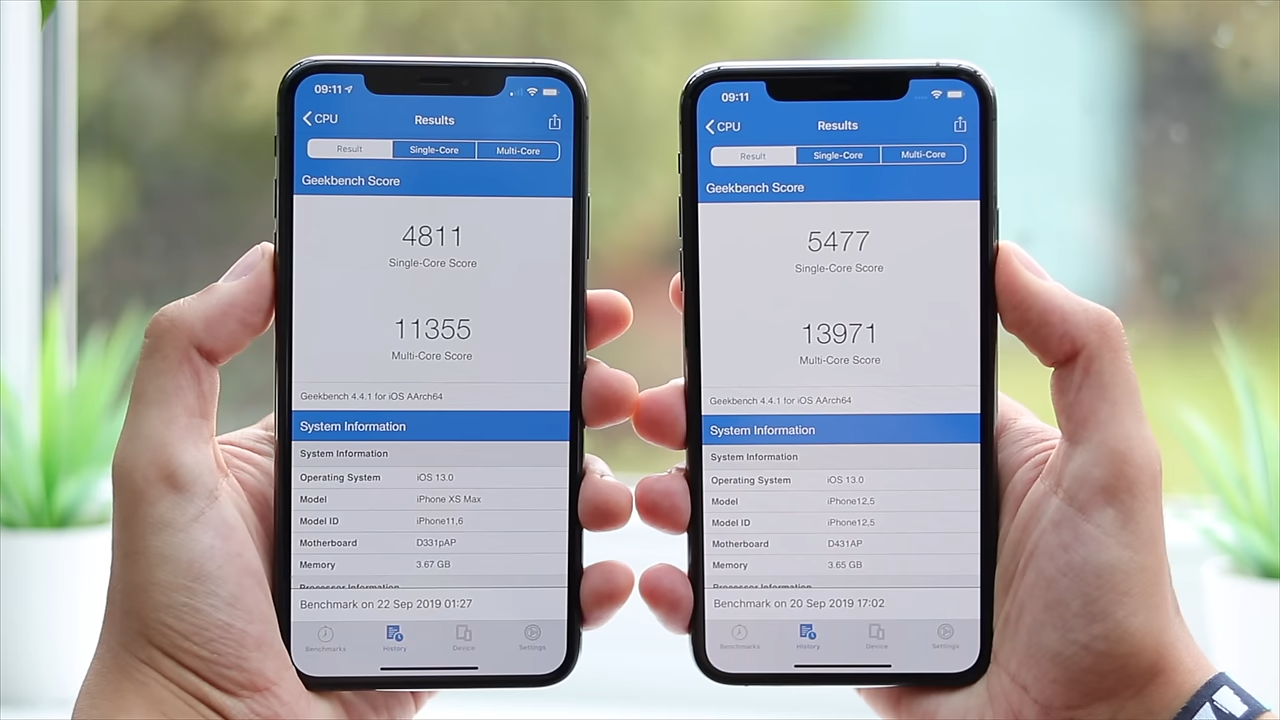 09:11
CPU
Results
Result
Single-Core
Multi-Core
Geekbench Score
4811
Single-Core Score
11355
Multi-Core Score
Geekbench 4.4.1 for iOS AArch64
System Information
System Information
Operating System iOS 13.0
Model iPhone XS Max
Model ID iPhone11,6
Motherboard D331pAP
Memory 3.67 GB
Processor Information
Benchmark on 22 Sep 2019 01:27
Benchmarks
History
Device
Settings
09:11
CPU
Results
Result
Single-Core
Multi-Core
Geekbench Score
5477
Single-Core Score
13971
Multi-Core Score
Geekbench 4.4.1 for iOS AArch64
System Information
System Information
Operating System iOS 13.0
Model iPhone12,5
Model ID iPhone12,5
Motherboard D431AP
Memory 3.65 GB
Processor Information
Benchmark on 20 Sep 2019 17:02
Benchmarks
History
Device
Settings